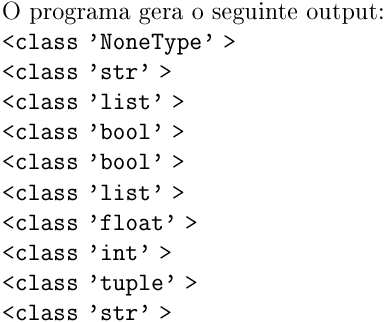 O programa gera o seguinte output:
<class ’NoneType’ >
<class ’str’ >
<class ’list’ >
<class ’bool’ >
<class ’bool’ >
<class ’list’ >
<class ’float’ >
<class ’int’ >
<class ’tuple’ >
<class ’str’ >